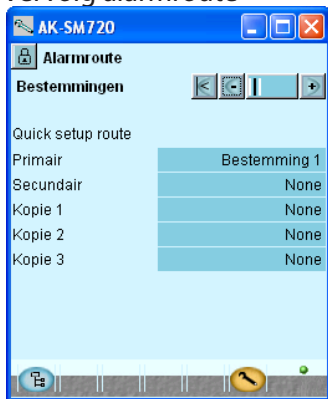 AK-SM720
Alarmroute
Bestemmingen
Quick setup route
Primair Bestemming 1
Secundair None
Kopie 1 None
Kopie 2 None
Kopie 3 None